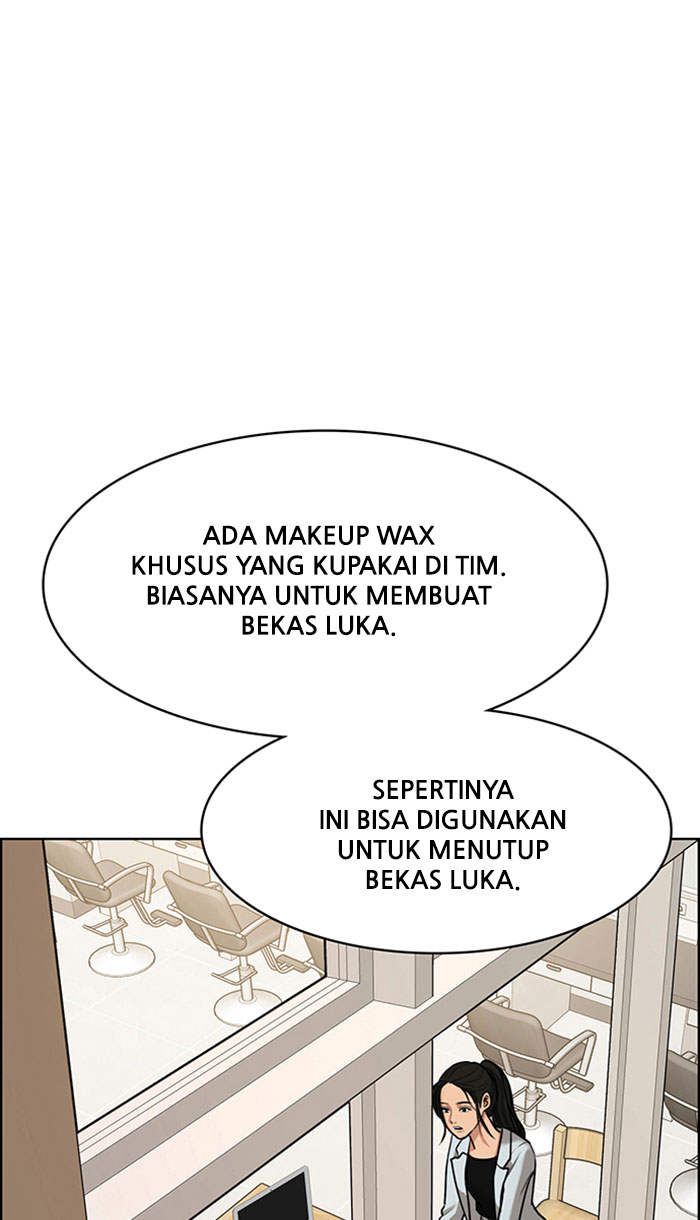 ADA MAKEUP WAX
KHUSUS YANG KUPAKAI DI TIM.
BIASANYA UNTUK MEMBUAT
BEKAS LUKA.
SEPERTINYA
INI BISA DIGUNAKAN
UNTUK MENUTUP
BEKAS LUKA.